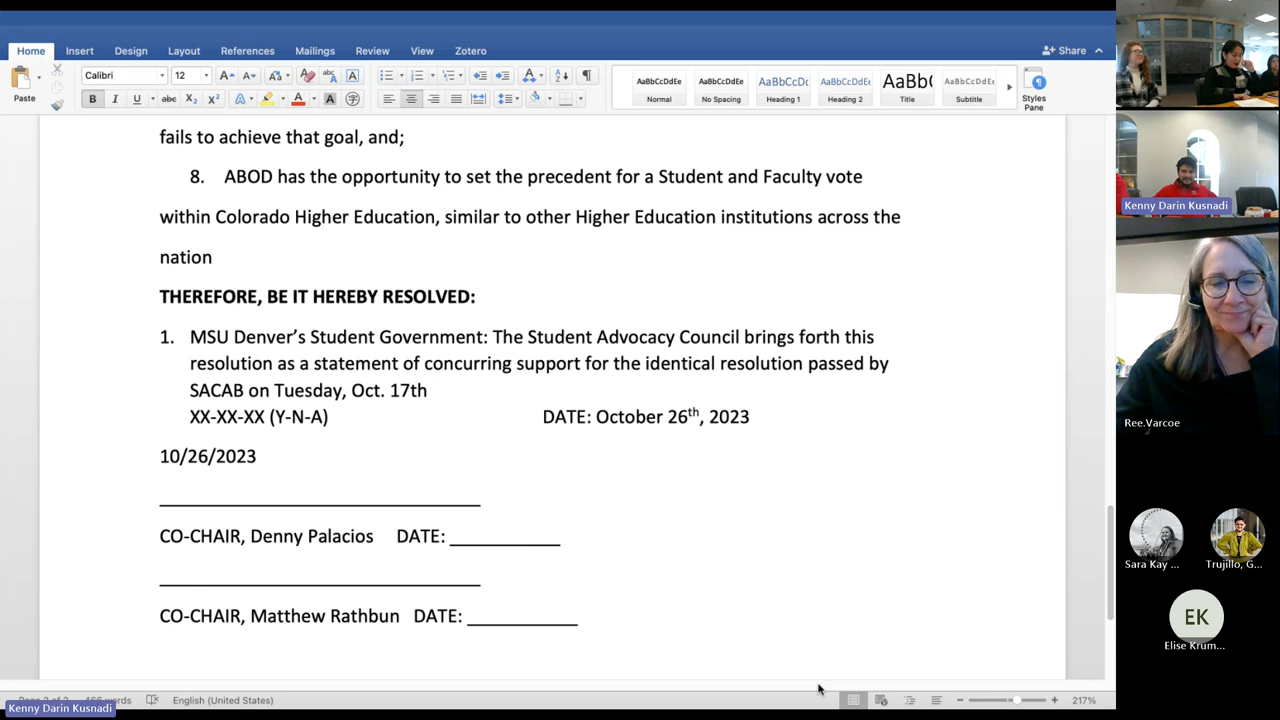 Home Insert Design Layout References Mailings Review View Zotero Share
Paste Calibri 12
AaBbCcDdEe AaBbCcDdEe AaBbCcDc AaBbCcDdEe AaBb( AaBbCcDdEe
Normal No Spacing Heading 1 Heading 2 Title Subtitle Styles Pane
fails to achieve that goal, and;
8. ABOD has the opportunity to set the precedent for a Student and Faculty vote
within Colorado Higher Education, similar to other Higher Education institutions across the
nation
THEREFORE, BE IT HEREBY RESOLVED:
1. MSU Denver’s Student Government: The Student Advocacy Council brings forth this
resolution as a statement of concurring support for the identical resolution passed by
SACAB on Tuesday, Oct. 17th
XX-XX-XX (Y-N-A) DATE: October 26th, 2023
10/26/2023
CO-CHAIR, Denny Palacios DATE: ___________
CO-CHAIR, Matthew Rathbun DATE: ___________
English (United States) 217%
Kenny Darin Kusnadi
Kenny Darin Kusnadi
Ree.Varcoe
Sara Kay ... Trujillo, G...
EK
Elise Krum...